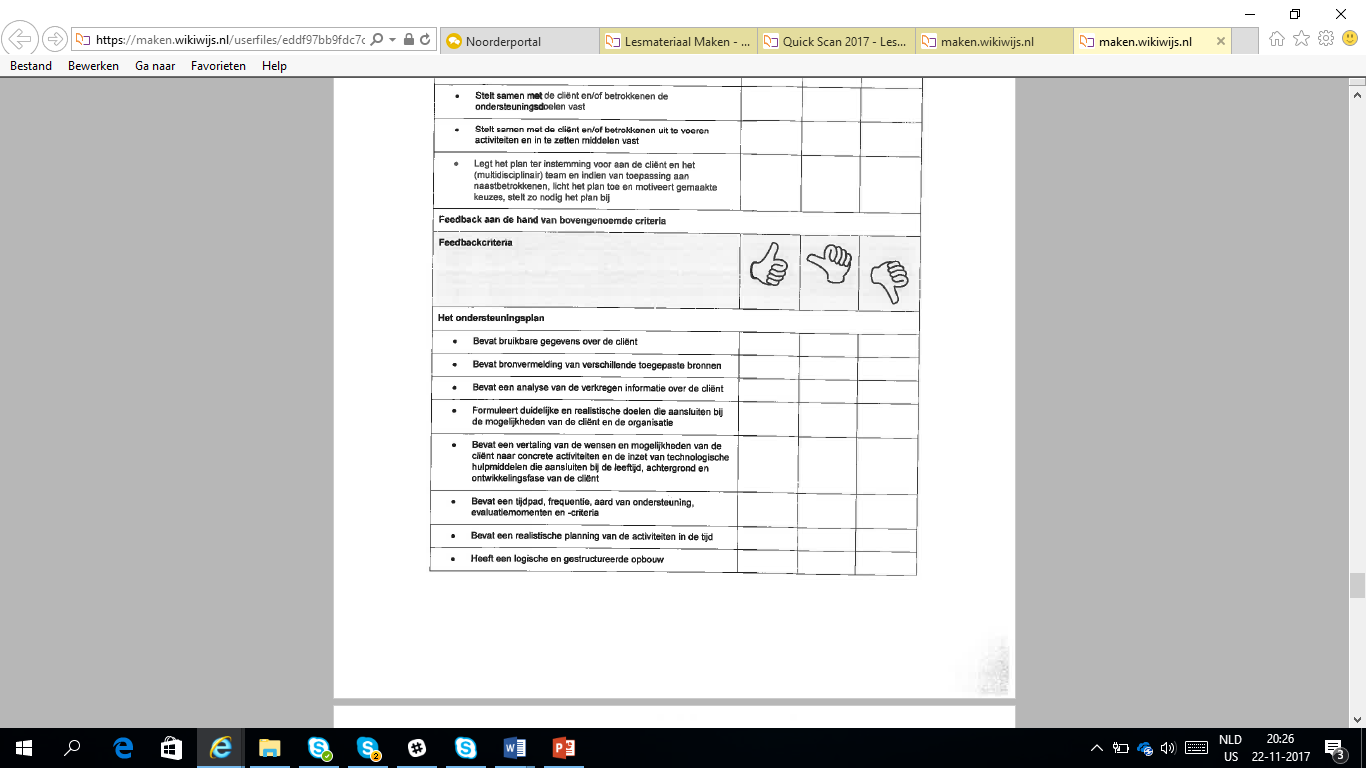 https://maken.wikiwijs.nl/userfiles/eddf97bb9fdc7c
Noorderportal
Lesmateriaal Maken - ...
Quick Scan 2017 - Les...
maken.wikiwijs.nl
maken.wikiwijs.nl
Bestand Bewerken Ga naar Favorieten Help
• Stelt samen met de cliënt en/of betrokkenen de
ondersteuningsdoelen vast
• Stelt samen met de cliënt en/of betrokkenen uit te voeren
activiteiten en in te zetten middelen vast
• Legt het plan ter instemming voor aan de cliënt en het
(multidisciplinair) team en indien van toepassing aan
naastbetrokkenen, licht het plan toe en motiveert gemaakte
keuzes, stelt zo nodig het plan bij
Feedback aan de hand van bovengenoemde criteria
Feedbackcriteria
Het ondersteuningsplan
• Bevat bruikbare gegevens over de cliënt
• Bevat bronvermelding van verschillende toegepaste bronnen
• Bevat een analyse van de verkregen informatie over de cliënt
• Formuleert duidelijke en realistische doelen die aansluiten bij
de mogelijkheden van de cliënt en de organisatie
• Bevat een vertaling van de wensen en mogelijkheden van de
cliënt naar concrete activiteiten en de inzet van technologische
hulpmiddelen die aansluiten bij de leeftijd, achtergrond en
ontwikkelingsfase van de cliënt
• Bevat een tijdpad, frequentie, aard van ondersteuning,
evaluatiemomenten en -criteria
• Bevat een realistische planning van de activiteiten in de tijd
• Heeft een logische en gestructureerde opbouw
2
NLD
US
20:26
22-11-2017
3